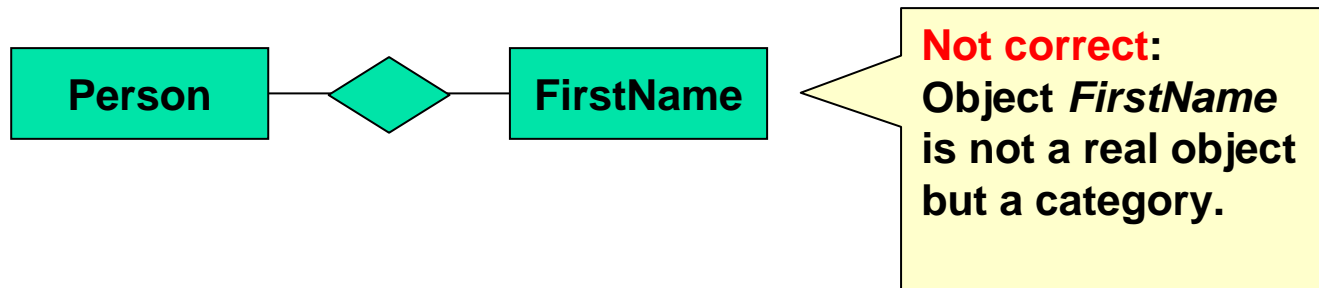 Person
FirstName
Not correct:
Object FirstName
is not a real object
but a category.